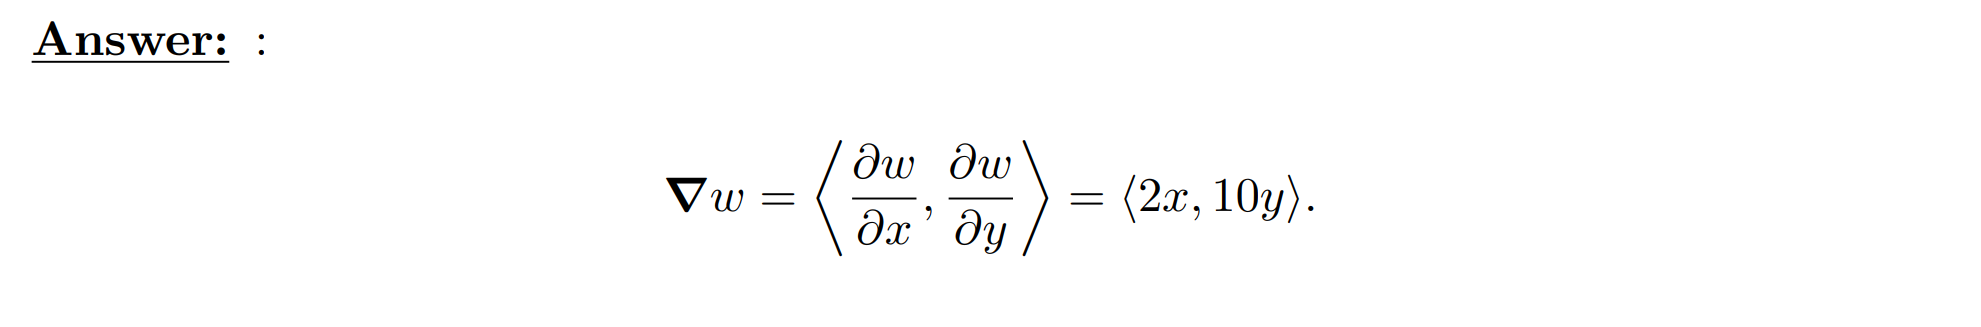 Answer: :
∇w = ⟨∂w/∂x, ∂w/∂y⟩ = ⟨2x, 10y⟩.